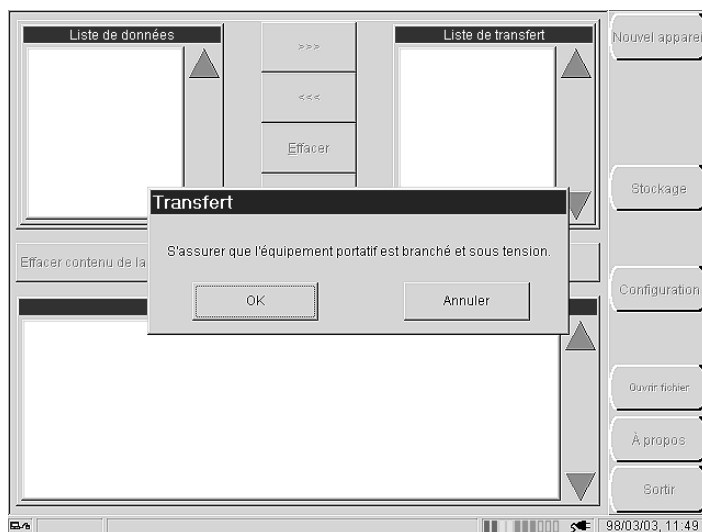 Liste de données
>>>
Liste de transfert
Nouvel apparei
<<<
Effacer
Stockage
Transfert
S'assurer que l'équipement portatif est branché et sous tension.
Effacer contenu de la
OK
Annuler
Configuration
Ouvrir fichier
À propos
Sortir
98/03/03, 11:49